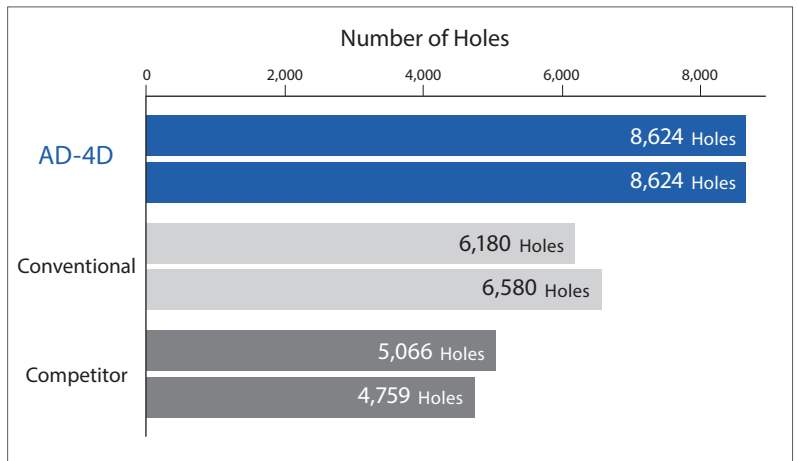 Number of Holes
0 2,000 4,000 6,000 8,000
AD-4D
8,624 Holes
8,624 Holes
Conventional
6,180 Holes
6,580 Holes
Competitor
5,066 Holes
4,759 Holes